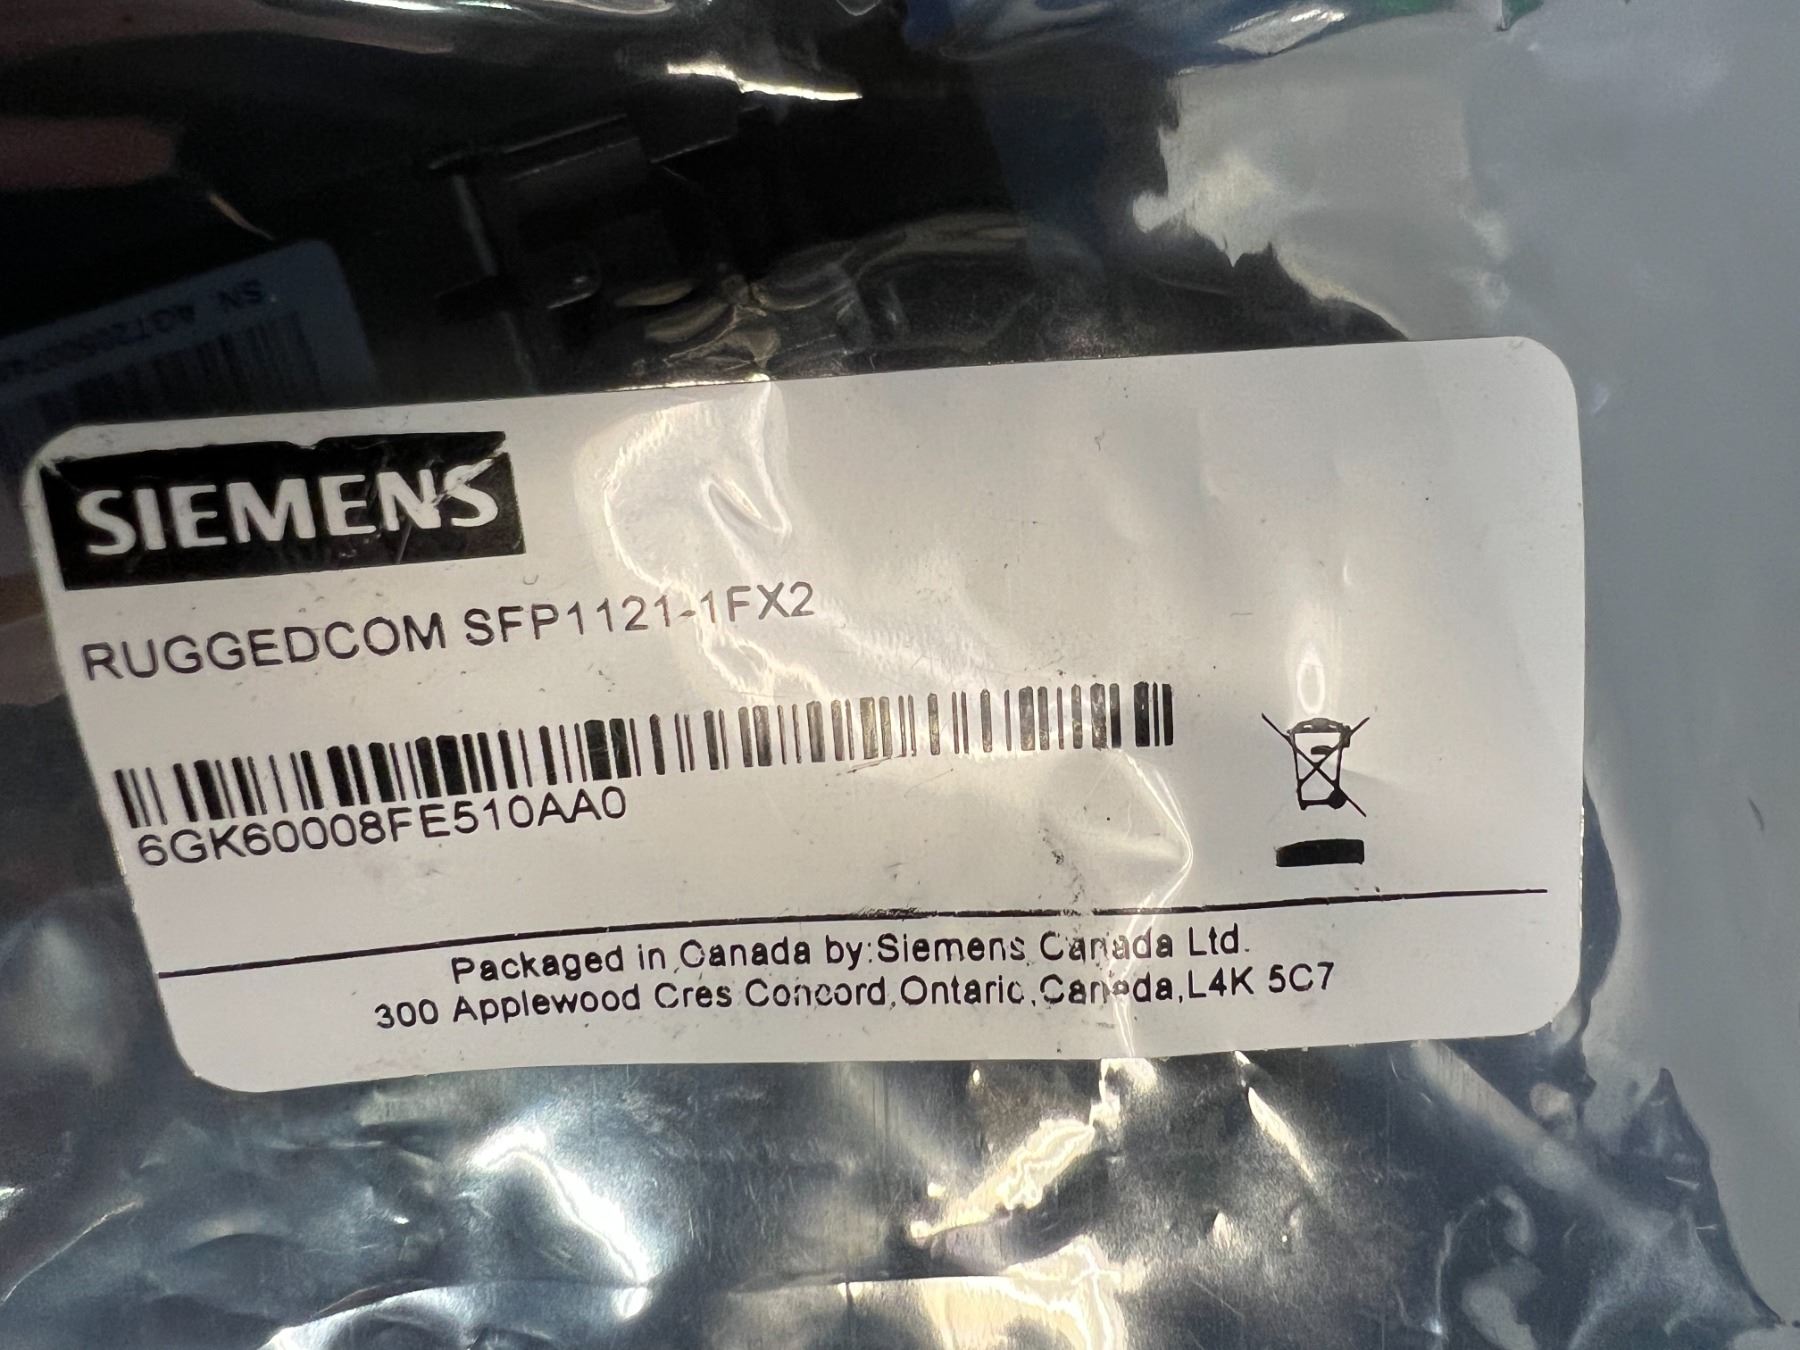 SN
SIEMENS
RUGGEDCOM SFP1121-1FX2
6GK60008FE510AA0
Packaged in Canada by:Siemens Canada Ltd.
300 Applewood Cres Concord,Ontario,Canada,L4K 5C7